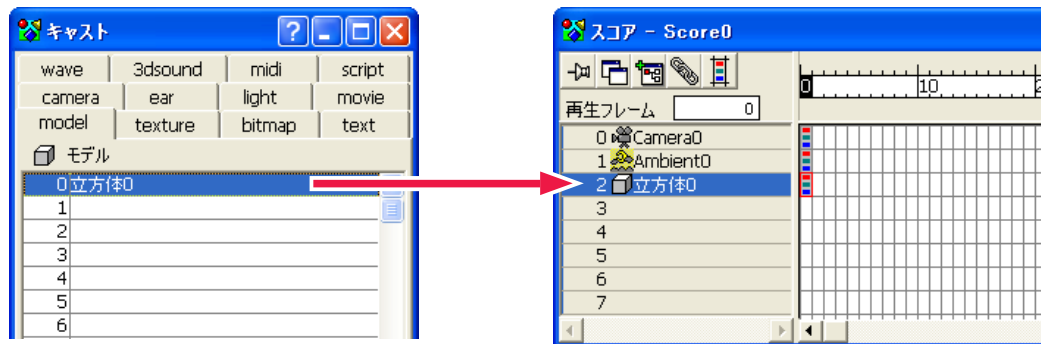 キャスト
wave 3dsound midi script
camera ear light movie
model texture bitmap text
モデル
0 立方体0
1
2
3
4
5
6
スコア - Score0
0 10
再生フレーム 0
0 Camera0
1 Ambient0
2 立方体0
3
4
5
6
7